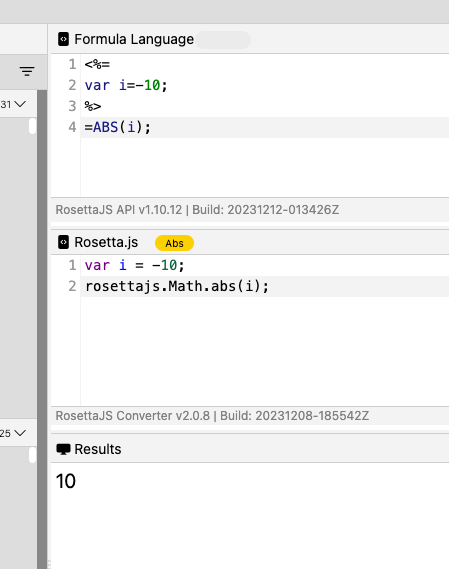 Formula Language
31
1 <%=
2 var i=-10;
3 %>
4 =ABS(i);
RosettaJS API v1.10.12 | Build: 20231212-013426Z
Rosetta.js Abs
1 var i = -10;
2 rosettajs.Math.abs(i);
RosettaJS Converter v2.0.8 | Build: 20231208-185542Z
25
Results
10